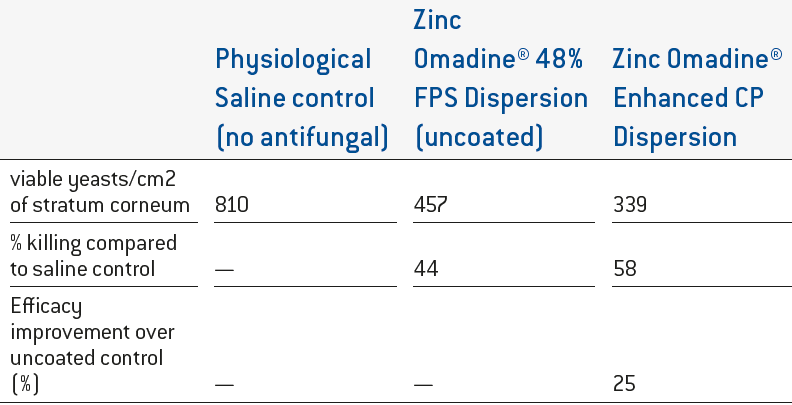 Physiological
Saline control
(no antifungal)
Zinc
Omadine® 48%
FPS Dispersion
(uncoated)
Zinc Omadine®
Enhanced CP
Dispersion
viable yeasts/cm2
of stratum corneum 810 457 339
% killing compared
to saline control — 44 58
Efficacy
improvement over
uncoated control
(%) — — 25